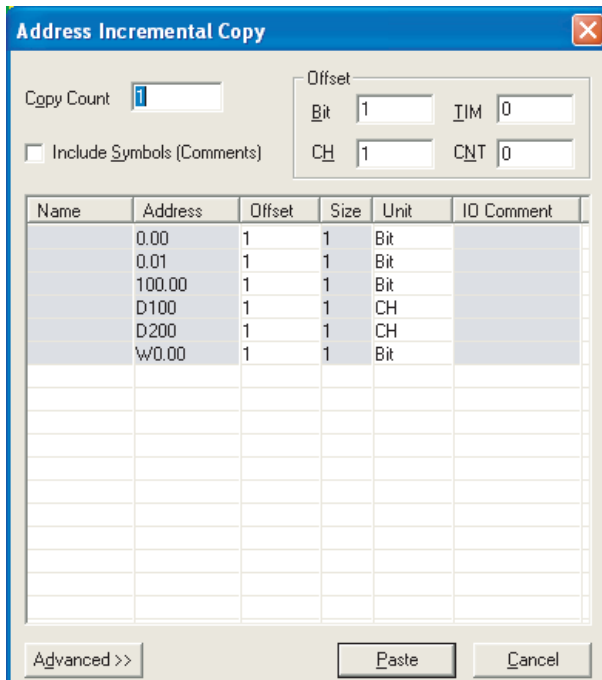 Address Incremental Copy
Copy Count 1
Include Symbols (Comments)
Offset
Bit 1 TIM 0
CH 1 CNT 0
Name Address Offset Size Unit IO Comment
0.00 1 1 Bit
0.01 1 1 Bit
100.00 1 1 Bit
D100 1 1 CH
D200 1 1 CH
W0.00 1 1 Bit
Advanced >> Paste Cancel